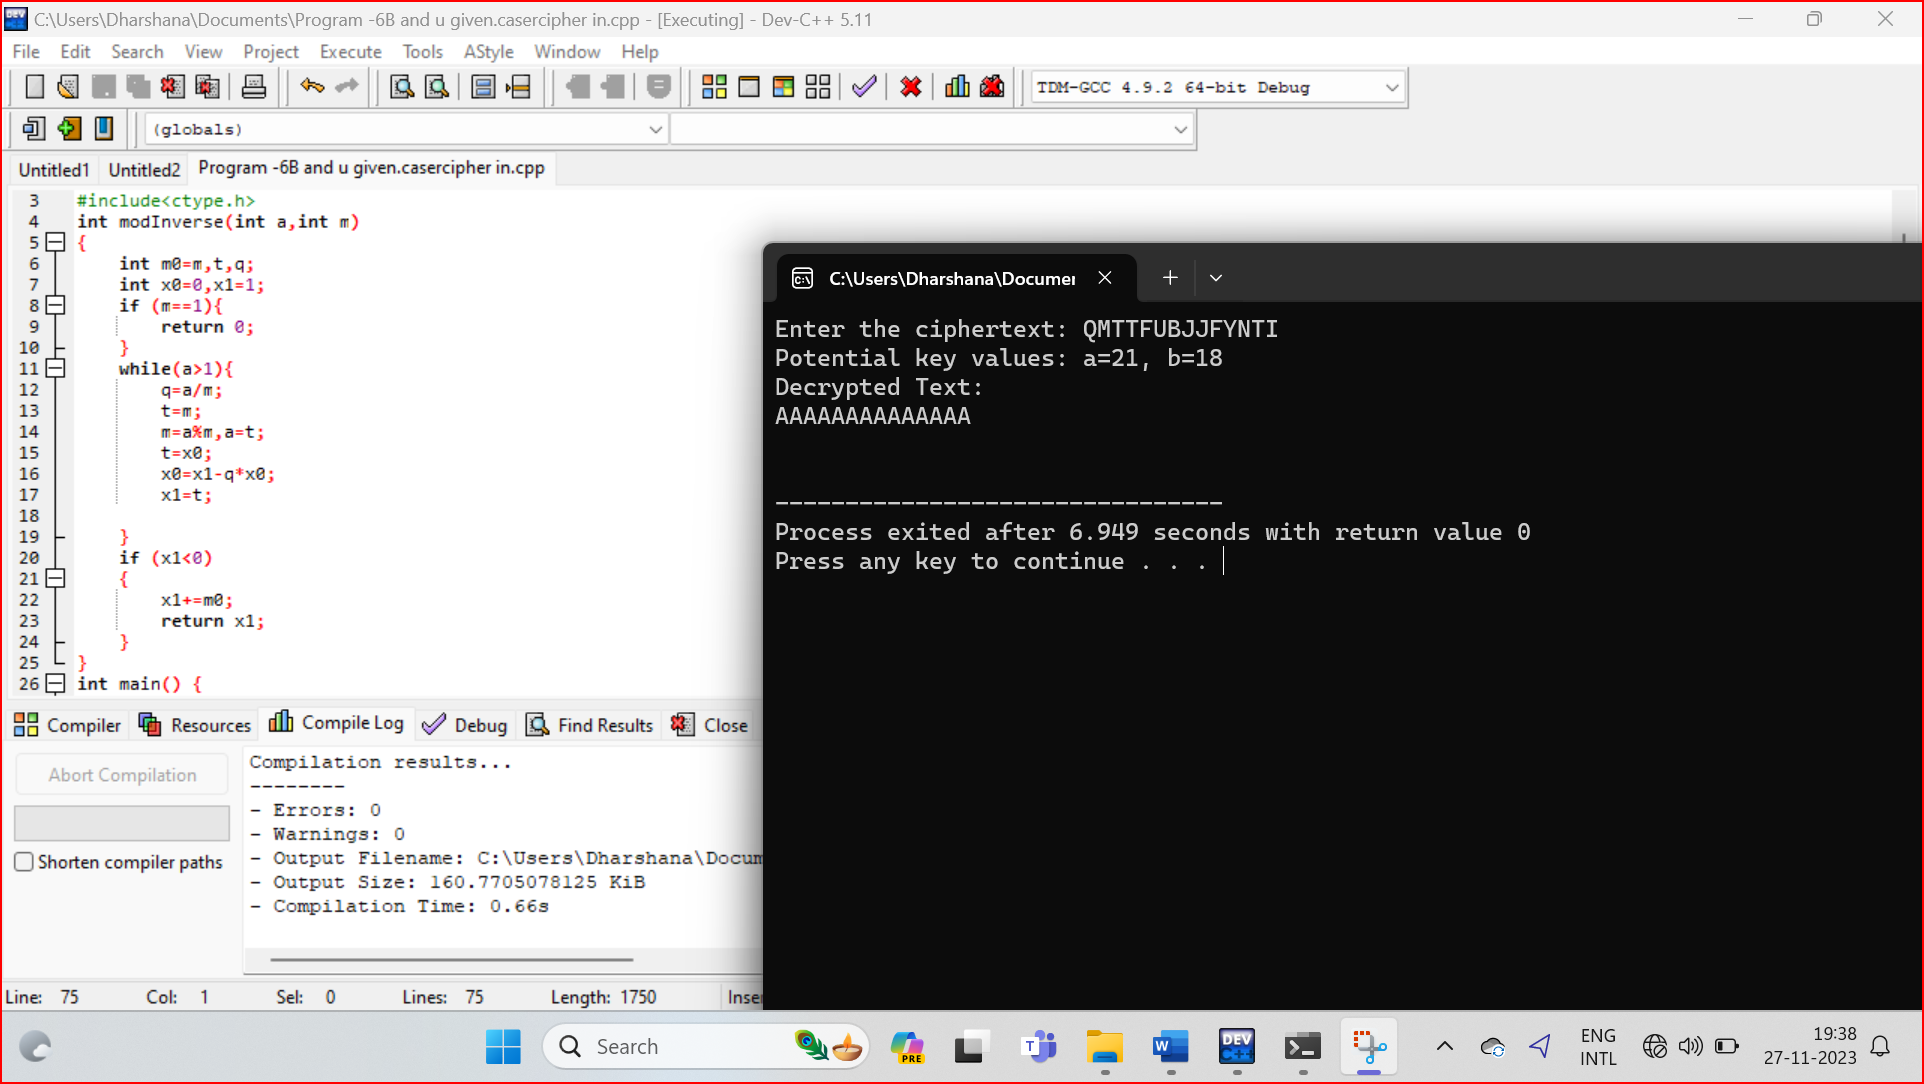 C:\Users\Dharshana\Documents\Program -6B and u given.casercipher in.cpp - [Executing] - Dev-C++ 5.11
File Edit Search View Project Execute Tools AStyle Window Help
TDM-GCC 4.9.2 64-bit Debug
(globals)
Untitled1 Untitled2 Program -6B and u given.casercipher in.cpp
3 #include<ctype.h>
4 int modInverse(int a,int m)
5 {
6 int m0=m,t,q;
7 int x0=0,x1=1;
8 if (m==1){
9 return 0;
10 }
11 while(a>1){
12 q=a/m;
13 t=m;
14 m=a%m,a=t;
15 t=x0;
16 x0=x1-q*x0;
17 x1=t;
18
19 }
20 if (x1<0)
21 {
22 x1+=m0;
23 return x1;
24 }
25 }
26 int main() {
C:\Users\Dharshana\Documer
Enter the ciphertext: QMTTFUBJJFYNTI
Potential key values: a=21, b=18
Decrypted Text:
AAAAAAAAAAAAAA
--------------------------------
Process exited after 6.949 seconds with return value 0
Press any key to continue . . .
Compiler Resources Compile Log Debug Find Results Close
Abort Compilation
Shorten compiler paths
Compilation results...
--------
- Errors: 0
- Warnings: 0
- Output Filename: C:\Users\Dharshana\Docum
- Output Size: 160.7705078125 KiB
- Compilation Time: 0.66s
Line: 75 Col: 1 Sel: 0 Lines: 75 Length: 1750 Inse
Search
PRE
T
W
DEV C++
ENG
INTL
19:38
27-11-2023